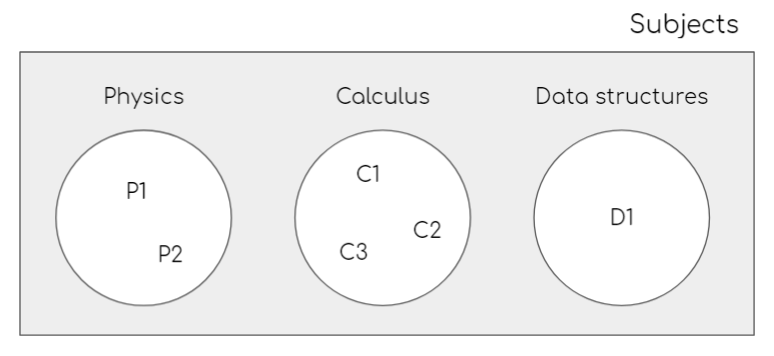 Subjects
Physics
Calculus
Data structures
P1
P2
C1
C2
C3
D1